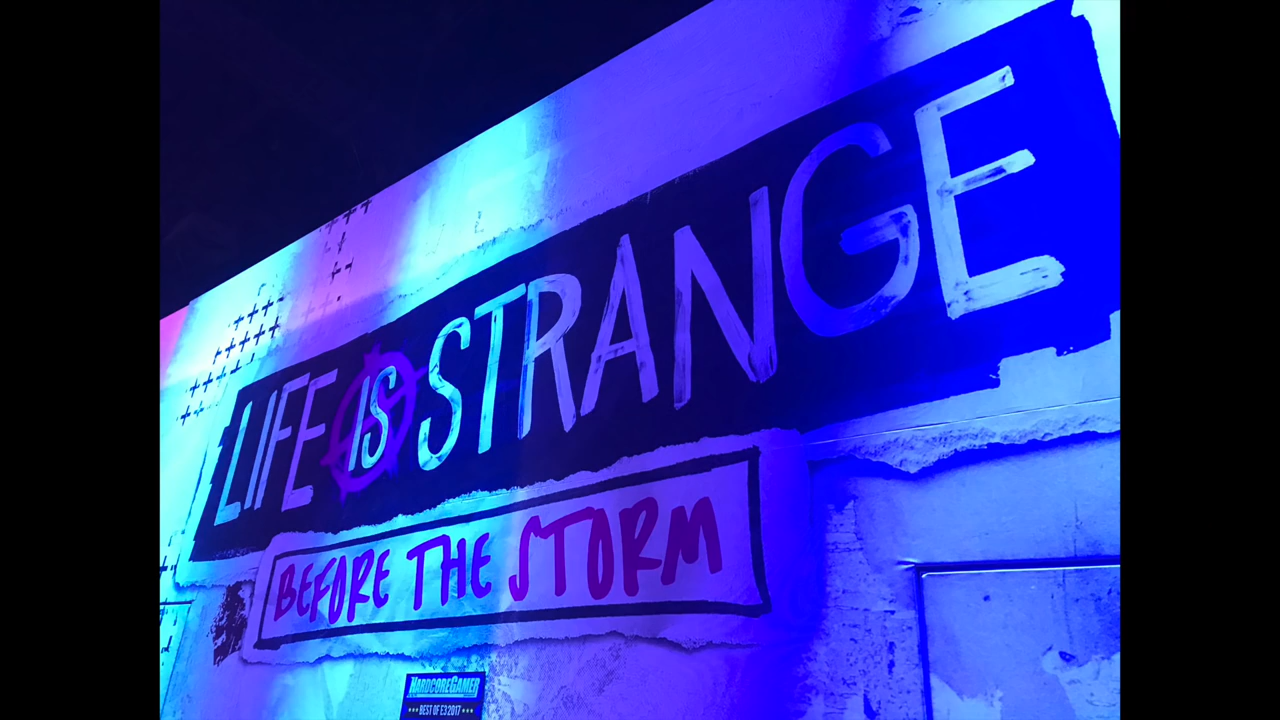 LIFE IS STRANGE
BEFORE THE STORM
HARDCOREGAMER
BEST OF E3 2017